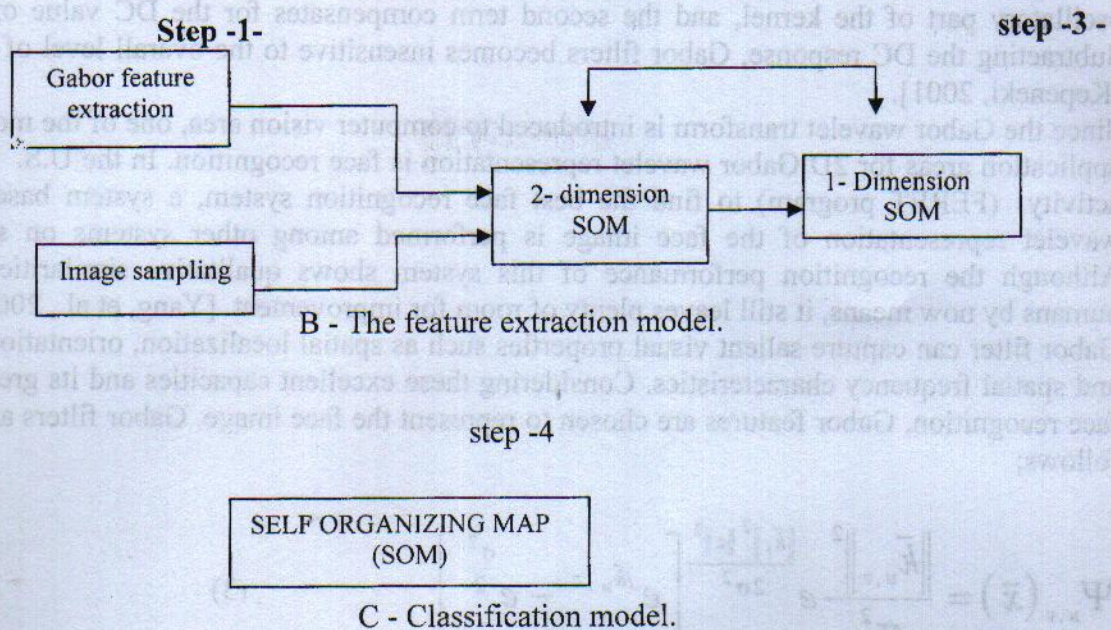 Step -1-
step -3 -
Gabor feature
extraction
2- dimension
SOM
1- Dimension
SOM
Image sampling
B - The feature extraction model.
step -4
SELF ORGANIZING MAP
(SOM)
C - Classification model.